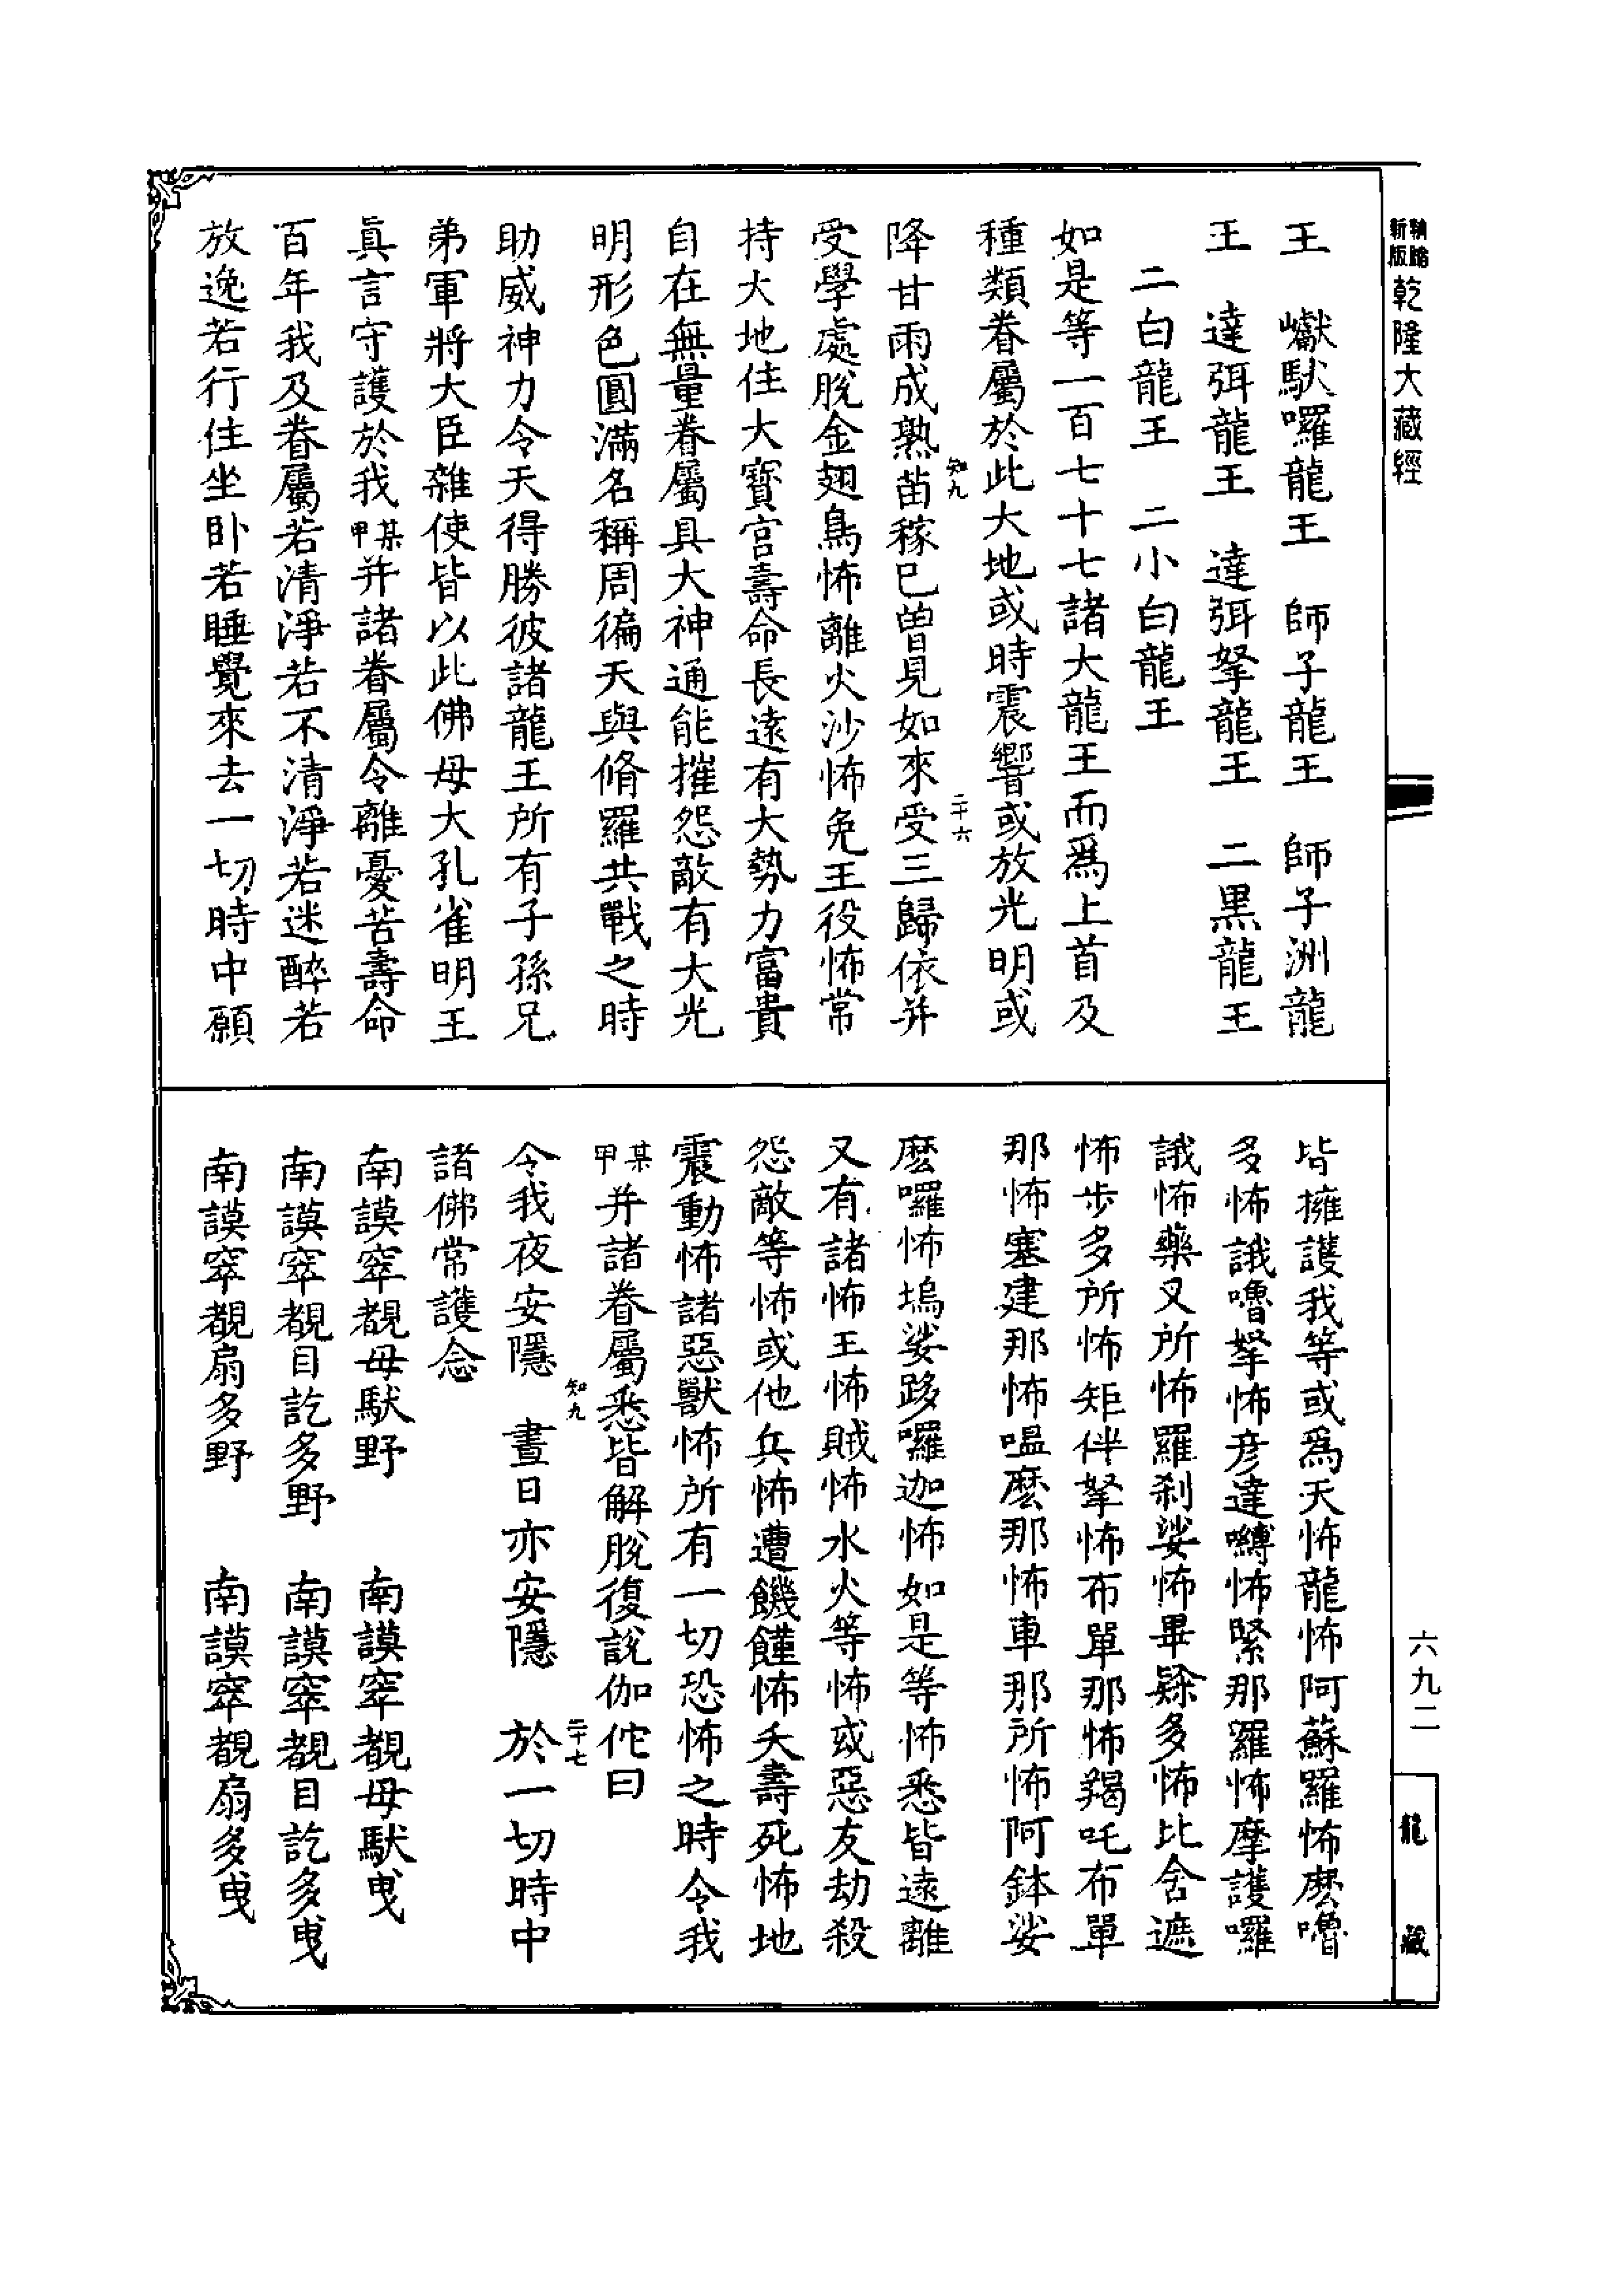 新版 乾隆大藏經
王　巘馱囉龍王　師子龍王　師子洲龍
王　達弭龍王　達弭拏龍王　二黑龍王
二白龍王　二小白龍王
如是等一百七十七諸大龍王而爲上首及
種類眷屬於此大地或時震響或放光明或
知九　二十六
降甘雨成熟苗稼已曾見如來受三歸依并
受學處脫金翅鳥怖離火沙怖免王役怖常
持大地住大寶宮壽命長遠有大勢力富貴
自在無量眷屬具大神通能摧怨敵有大光
明形色圓滿名稱周徧天與脩羅共戰之時
助威神力令天得勝彼諸龍王所有子孫兄
弟軍將大臣雜使皆以此佛母大孔雀明王
眞言守護於我某甲并諸眷屬令離憂苦壽命
百年我及眷屬若清淨若不清淨若迷醉若
放逸若行住坐卧若睡覺來去一切時中願
皆擁護我等或爲天怖龍怖阿蘇羅怖麽嚕
多怖誐嚕拏怖彦達嚩怖緊那羅怖摩護囉
誐怖藥叉所怖羅刹娑怖畢㘑多怖比舍遮
怖步多所怖矩伴拏怖布單那怖羯吒布單
那怖塞建那怖嗢麽那怖車那所怖阿鉢娑
麽囉怖塢娑跢囉迦怖如是等怖悉皆遠離
又有諸怖王怖賊怖水火等怖或惡友劫殺
怨敵等怖或他兵怖遭饑饉怖夭壽死怖地
震動怖諸惡獸怖所有一切恐怖之時令我
某甲并諸眷屬悉皆解脫復說伽佗曰
知九　二十七
令我夜安隱　晝日亦安隱　於一切時中
諸佛常護念
南謨窣覩母馱野　南謨窣覩母馱曳
南謨窣覩目訖多野　南謨窣覩目訖多曳
南謨窣覩扇多野　南謨窣覩扇多曳
六九二
龍藏